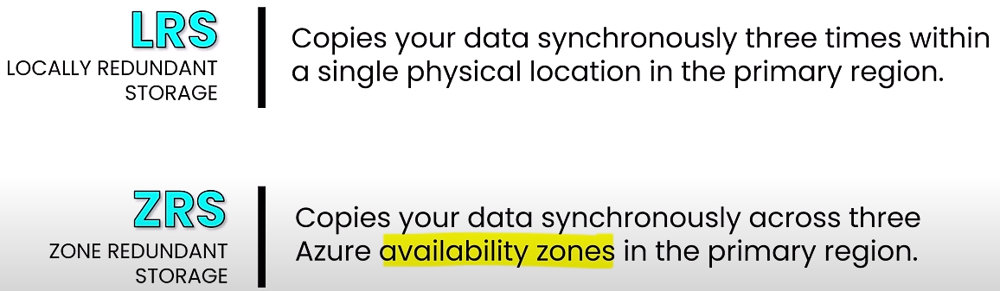 LRS
LOCALLY REDUNDANT
STORAGE
Copies your data synchronously three times within
a single physical location in the primary region.
ZRS
ZONE REDUNDANT
STORAGE
Copies your data synchronously across three
Azure availability zones in the primary region.